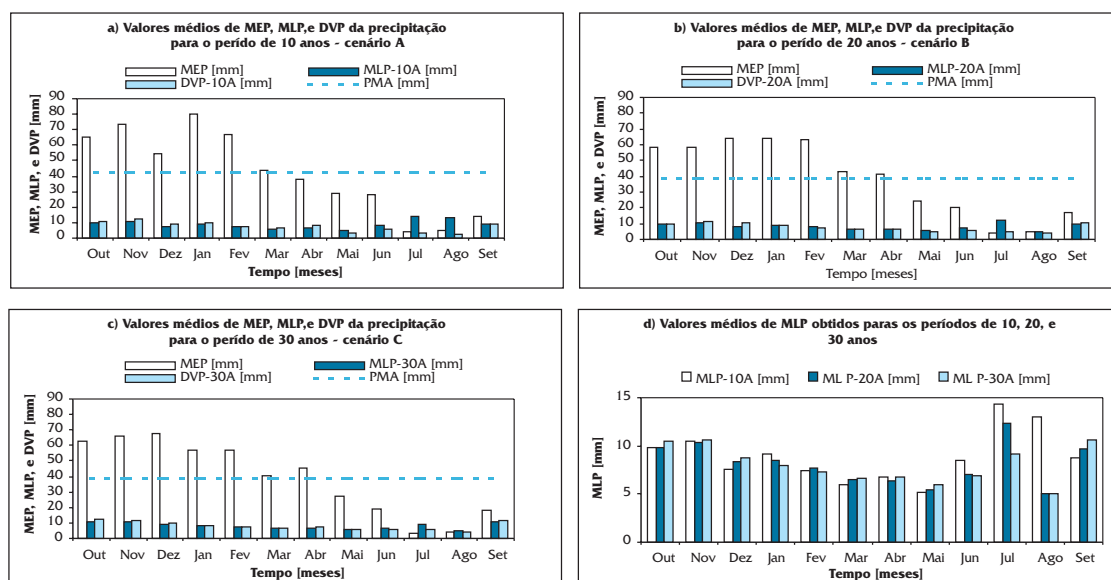 a) Valores médios de MEP, MLP,e DVP da precipitação
para o perído de 10 anos - cenário A
MEP [mm]
MLP-10A [mm]
DVP-10A [mm]
PMA [mm]
MEP, MLP, e DVP [mm]
90
80
70
60
50
40
30
20
10
0
Out Nov Dez Jan Fev Mar Abr Mai Jun Jul Ago Set
Tempo [meses]
b) Valores médios de MEP, MLP,e DVP da precipitação
para o perído de 20 anos - cenário B
MEP [mm]
MLP-20A [mm]
DVP-20A [mm]
PMA [mm]
MEP, MLP, e DVP [mm]
90
80
70
60
50
40
30
20
10
0
Out Nov Dez Jan Fev Mar Abr Mai Jun Jul Ago Set
Tempo [meses]
c) Valores médios de MEP, MLP,e DVP da precipitação
para o perído de 30 anos - cenário C
MEP [mm]
MLP-30A [mm]
DVP-30A [mm]
PMA [mm]
MEP, MLP, e DVP [mm]
90
80
70
60
50
40
30
20
10
0
Out Nov Dez Jan Fev Mar Abr Mai Jun Jul Ago Set
Tempo [meses]
d) Valores médios de MLP obtidos paras os períodos de 10, 20, e
30 anos
MLP-10A [mm] ML P-20A [mm] ML P-30A [mm]
MLP [mm]
15
10
5
0
Out Nov Dez Jan Fev Mar Abr Mai Jun Jul Ago Set
Tempo [meses]